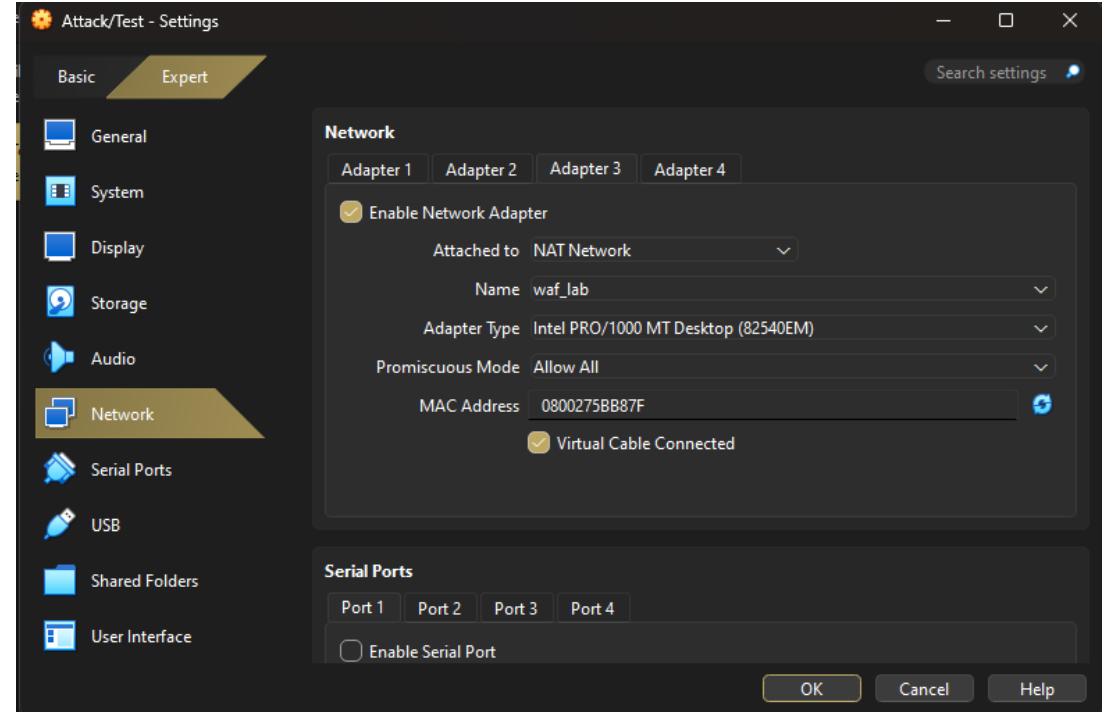 Attack/Test - Settings
Basic
Expert
Search settings
General
System
Display
Storage
Audio
Network
Serial Ports
USB
Shared Folders
User Interface
Network
Adapter 1
Adapter 2
Adapter 3
Adapter 4
Enable Network Adapter
Attached to NAT Network
Name waf_lab
Adapter Type Intel PRO/1000 MT Desktop (82540EM)
Promiscuous Mode Allow All
MAC Address 0800275BB87F
Virtual Cable Connected
Serial Ports
Port 1
Port 2
Port 3
Port 4
Enable Serial Port
OK
Cancel
Help